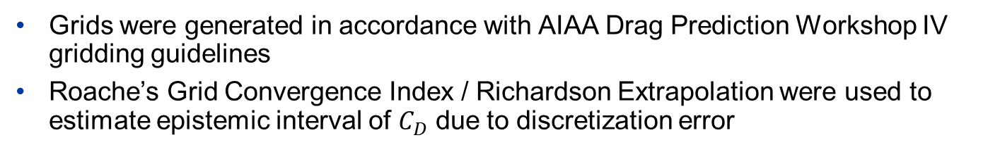 • Grids were generated in accordance with AIAA Drag Prediction Workshop IV
gridding guidelines
• Roache’s Grid Convergence Index / Richardson Extrapolation were used to
estimate epistemic interval of C_D due to discretization error